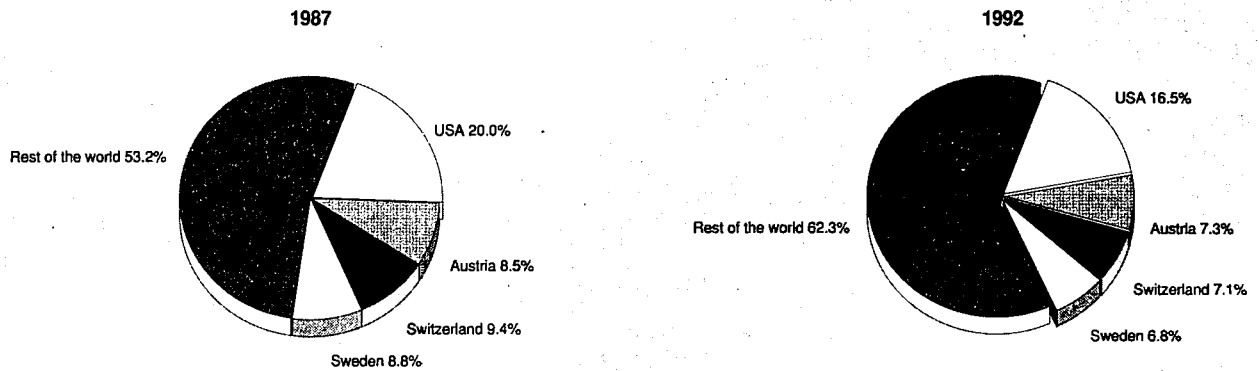 1987
USA 20.0%
Rest of the world 53.2%
Austria 8.5%
Switzerland 9.4%
Sweden 8.8%
1992
USA 16.5%
Rest of the world 62.3%
Austria 7.3%
Switzerland 7.1%
Sweden 6.8%